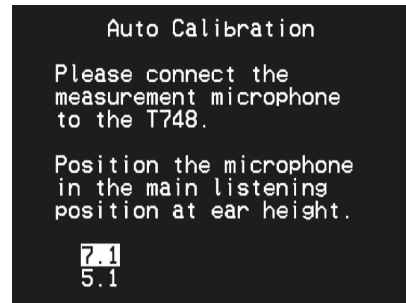 Auto Calibration
Please connect the
measurement microphone
to the T748.
Position the microphone
in the main listening
position at ear height.
7.1
5.1